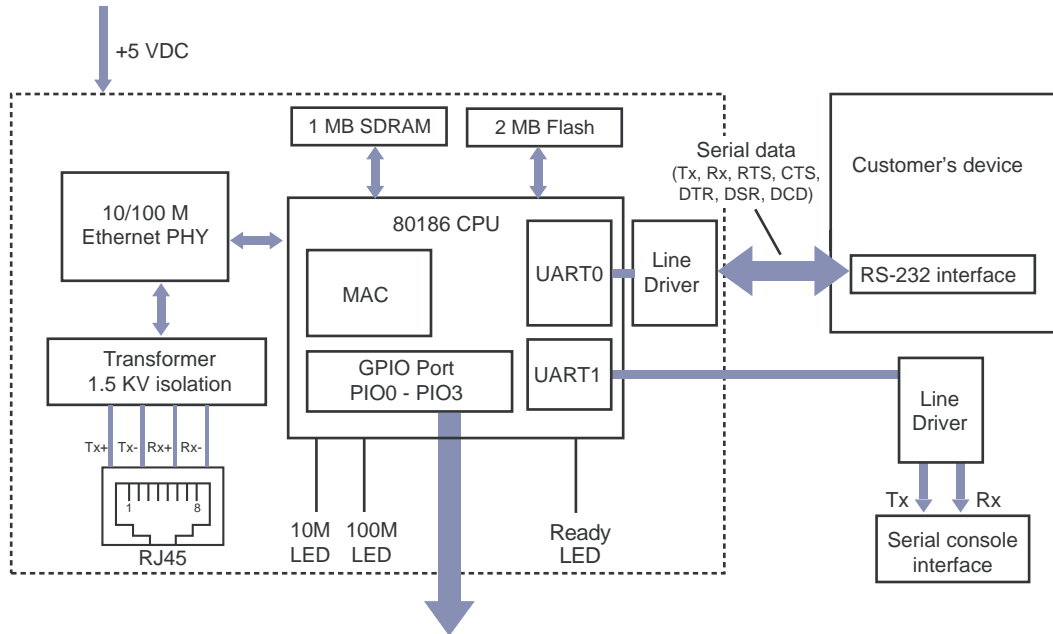 +5 VDC
1 MB SDRAM
2 MB Flash
Serial data
(Tx, Rx, RTS, CTS,
DTR, DSR, DCD)
Customer's device
10/100 M
Ethernet PHY
80186 CPU
MAC
UART0
Line
Driver
RS-232 interface
Transformer
1.5 KV isolation
GPIO Port
PIO0 - PIO3
UART1
Line
Driver
Tx+
Tx-
Rx+
Rx-
1
8
RJ45
10M
LED
100M
LED
Ready
LED
Tx
Rx
Serial console
interface